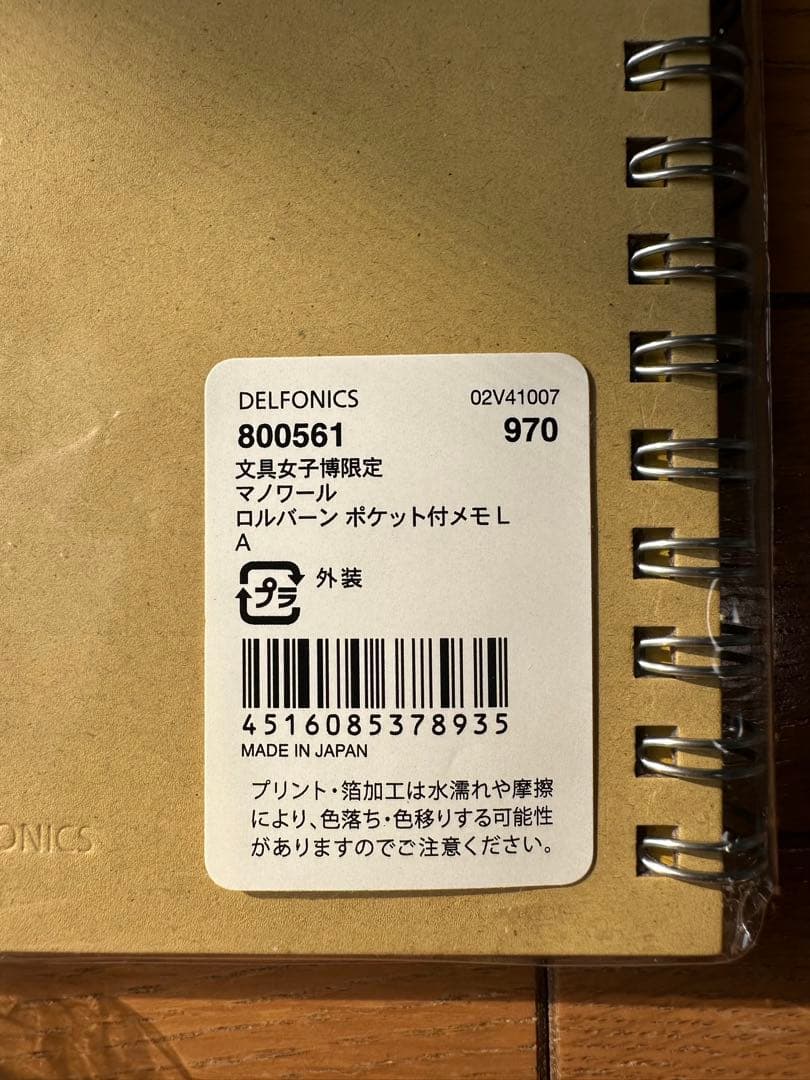 DELFONICS 02V41007
800561 970
文具女子博限定
マノワール
ロルバーン ポケット付メモ L
A
プラ 外装
4516085378935
MADE IN JAPAN
プリント・箔加工は水濡れや摩擦
により、色落ち・色移りする可能性
がありますのでご注意ください。
ONICS